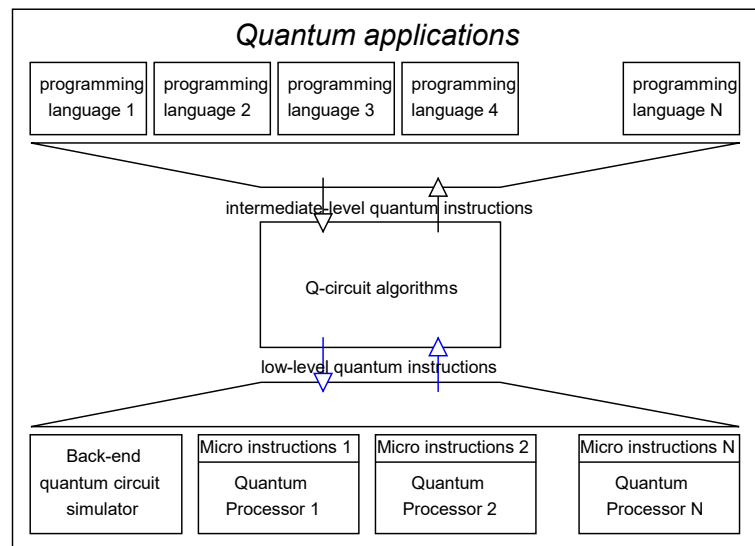 Quantum applications
programming
language 1
programming
language 2
programming
language 3
programming
language 4
programming
language N
intermediate-level quantum instructions
Q-circuit algorithms
low-level quantum instructions
Back-end
quantum circuit
simulator
Micro instructions 1
Quantum
Processor 1
Micro instructions 2
Quantum
Processor 2
Micro instructions N
Quantum
Processor N